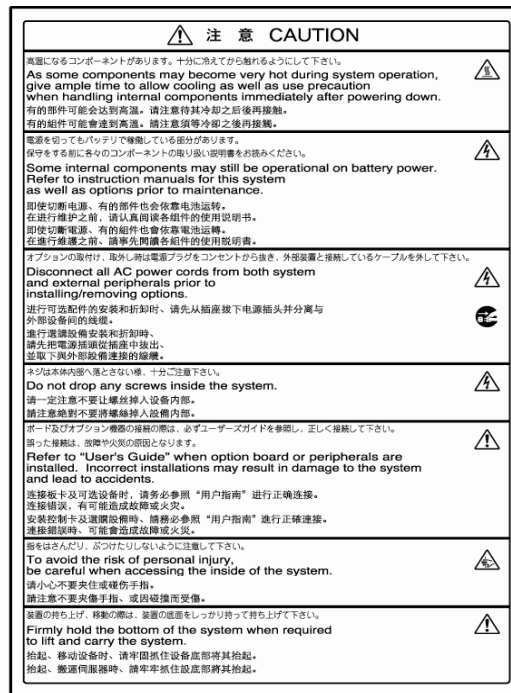 注 意 CAUTION
高温になるコンポーネントがあります。十分に冷えてから触れるようにして下さい。
As some components may become very hot during system operation,
give ample time to allow cooling as well as use precaution
when handling internal components immediately after powering down.
有的部件可能会达到高温。请注意待其冷却之后再接触。
有的組件可能會達到高温。請注意須等冷卻之後再接觸。
電源を切ってもバッテリで稼働している部分があります。
保守をする前に各々のコンポーネントの取り扱い説明書をお読みください。
Some internal components may still be operational on battery power.
Refer to instruction manuals for this system
as well as options prior to maintenance.
即使切断电源、有的部件也会依靠电池运转。
在进行维护之前，请认真阅读各组件的使用说明书。
即使切斷電源、有的組件也會依靠電池運轉。
在進行維護之前、請事先閱讀各組件的使用説明書。
オプションの取付け、取外し時は電源プラグをコンセントから抜き、外部装置と接続しているケーブルを外して下さい。
Disconnect all AC power cords from both system
and external peripherals prior to
installing/removing options.
进行可选配件的安装和折卸时、请先从插座拔下电源插头并分离与
外部设备间的线缆。
進行選購設備安裝和折卸時、
請先把電源插頭從插座中拔出、
並取下與外部設備連接的線纜。
ネジは本体内部へ落とさない様、十分ご注意下さい。
Do not drop any screws inside the system.
请一定注意不要让螺丝掉入设备内部。
請注意絶對不要將螺絲掉入設備内部。
ボード及びオプション機器の接続の際は、必ずユーザーズガイドを参照し、正しく接続して下さい。
誤った接続は、故障や火災の原因となります。
Refer to “User's Guide” when option board or peripherals are
installed. Incorrect installations may result in damage to the system
and lead to accidents.
连接板卡及可选设备时，请务必参照“用户指南”进行正确连接。
连接错误，有可能造成故障或火灾。
安裝控制卡及選購設備時、請務必參照“用户指南”進行正確連接。
連接錯誤時、可能會造成故障或火災。
指をはさんだり、ぶつけたりしないように注意して下さい。
To avoid the risk of personal injury,
be careful when accessing the inside of the system.
请小心不要夹住或碰伤手指。
請注意不要夾傷手指、或因碰撞而受傷。
装置の持ち上げ、移動の際は、装置の底面をしっかり持って持ち上げて下さい。
Firmly hold the bottom of the system when required
to lift and carry the system.
抬起、移动设备时、请牢固抓住设备底部将其抬起。
抬起、搬運伺服器時、請牢牢抓住設底部將其抬起。